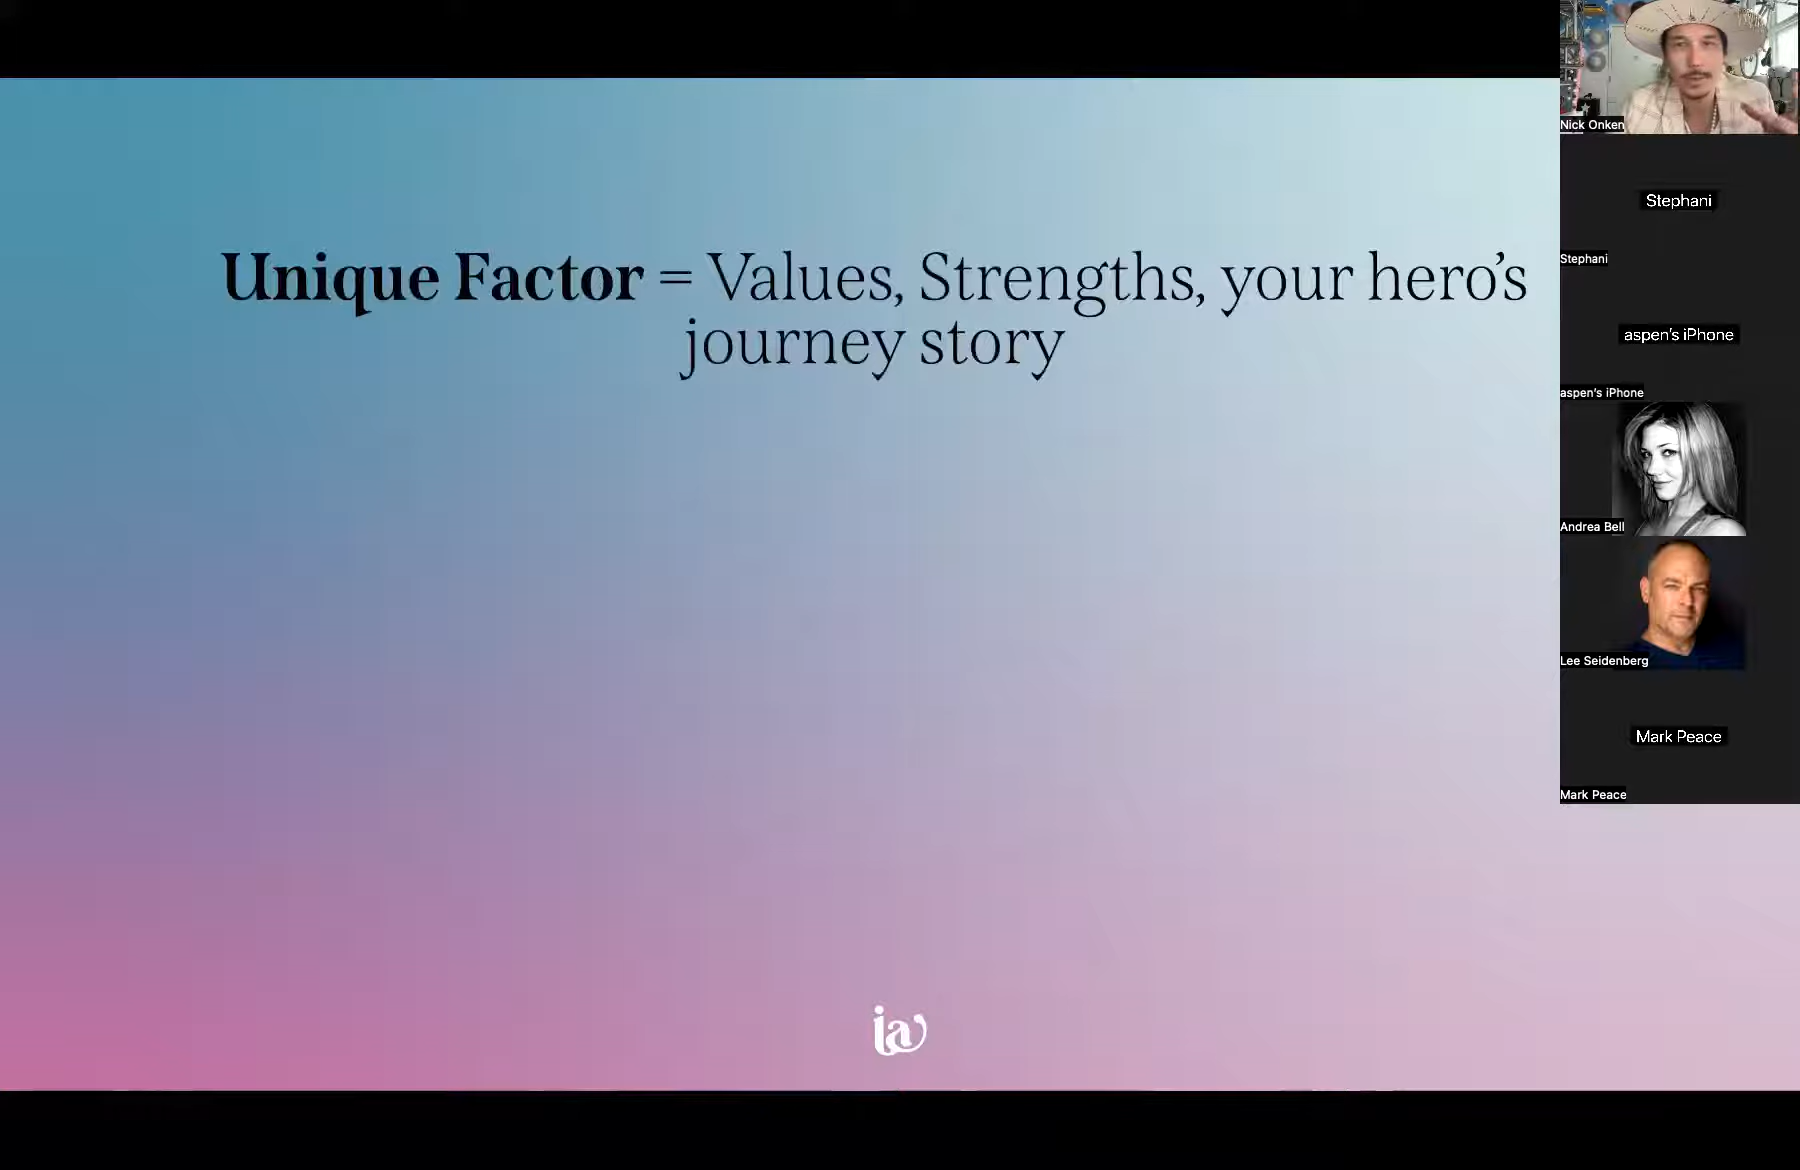 Unique Factor = Values, Strengths, your hero’s
journey story
ia
Nick Onken
Stephani
Stephani
aspen’s iPhone
aspen’s iPhone
Andrea Bell
Lee Seidenberg
Mark Peace
Mark Peace